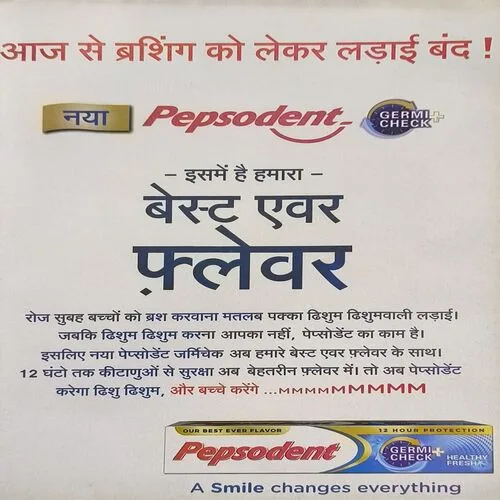 आज से ब्रशिंग को लेकर लड़ाई बंद !
नया Pepsodent GERMI CHECK+
– इसमें है हमारा –
बेस्ट एवर
फ़्लेवर
रोज सुबह बच्चों को ब्रश करवाना मतलब पक्का ढिशुम ढिशुमवाली लड़ाई।
जबकि ढिशुम ढिशुम करना आपका नहीं, पेप्सोडेंट का काम है।
इसलिए नया पेप्सोडेंट जर्मिचेक अब हमारे बेस्ट एवर फ़्लेवर के साथ।
12 घंटो तक कीटाणुओं से सुरक्षा अब बेहतरीन फ़्लेवर में। तो अब पेप्सोडेंट
करेगा ढिशु ढिशुम, और बच्चे करेंगे ...MMMMMMMMM
OUR BEST EVER FLAVOR 12 HOUR PROTECTION
Pepsodent GERMI CHECK+ HEALTHY FRESH
A Smile changes everything